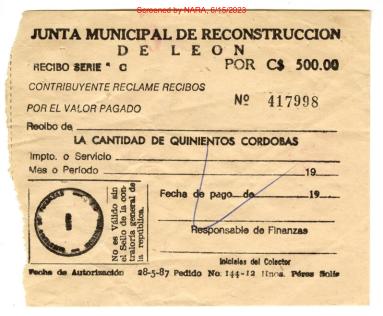 Screened by NARA, 6/15/2023
JUNTA MUNICIPAL DE RECONSTRUCCION
DE LEON
RECIBO SERIE " C POR C$ 500.00
CONTRIBUYENTE RECLAME RECIBOS
POR EL VALOR PAGADO Nº 417998
Recibo de
LA CANTIDAD DE QUINIENTOS CORDOBAS
Impto. o Servicio
Mes o Período 19
No es Válido sin
el Sello de la con-
traloría general de
la república.
Fecha de pago de 19
Responsable de Finanzas
Iniciales del Colector
Fecha de Autorización 28-5-87 Pedido No. 144-12 Hnos. Pérez Solís